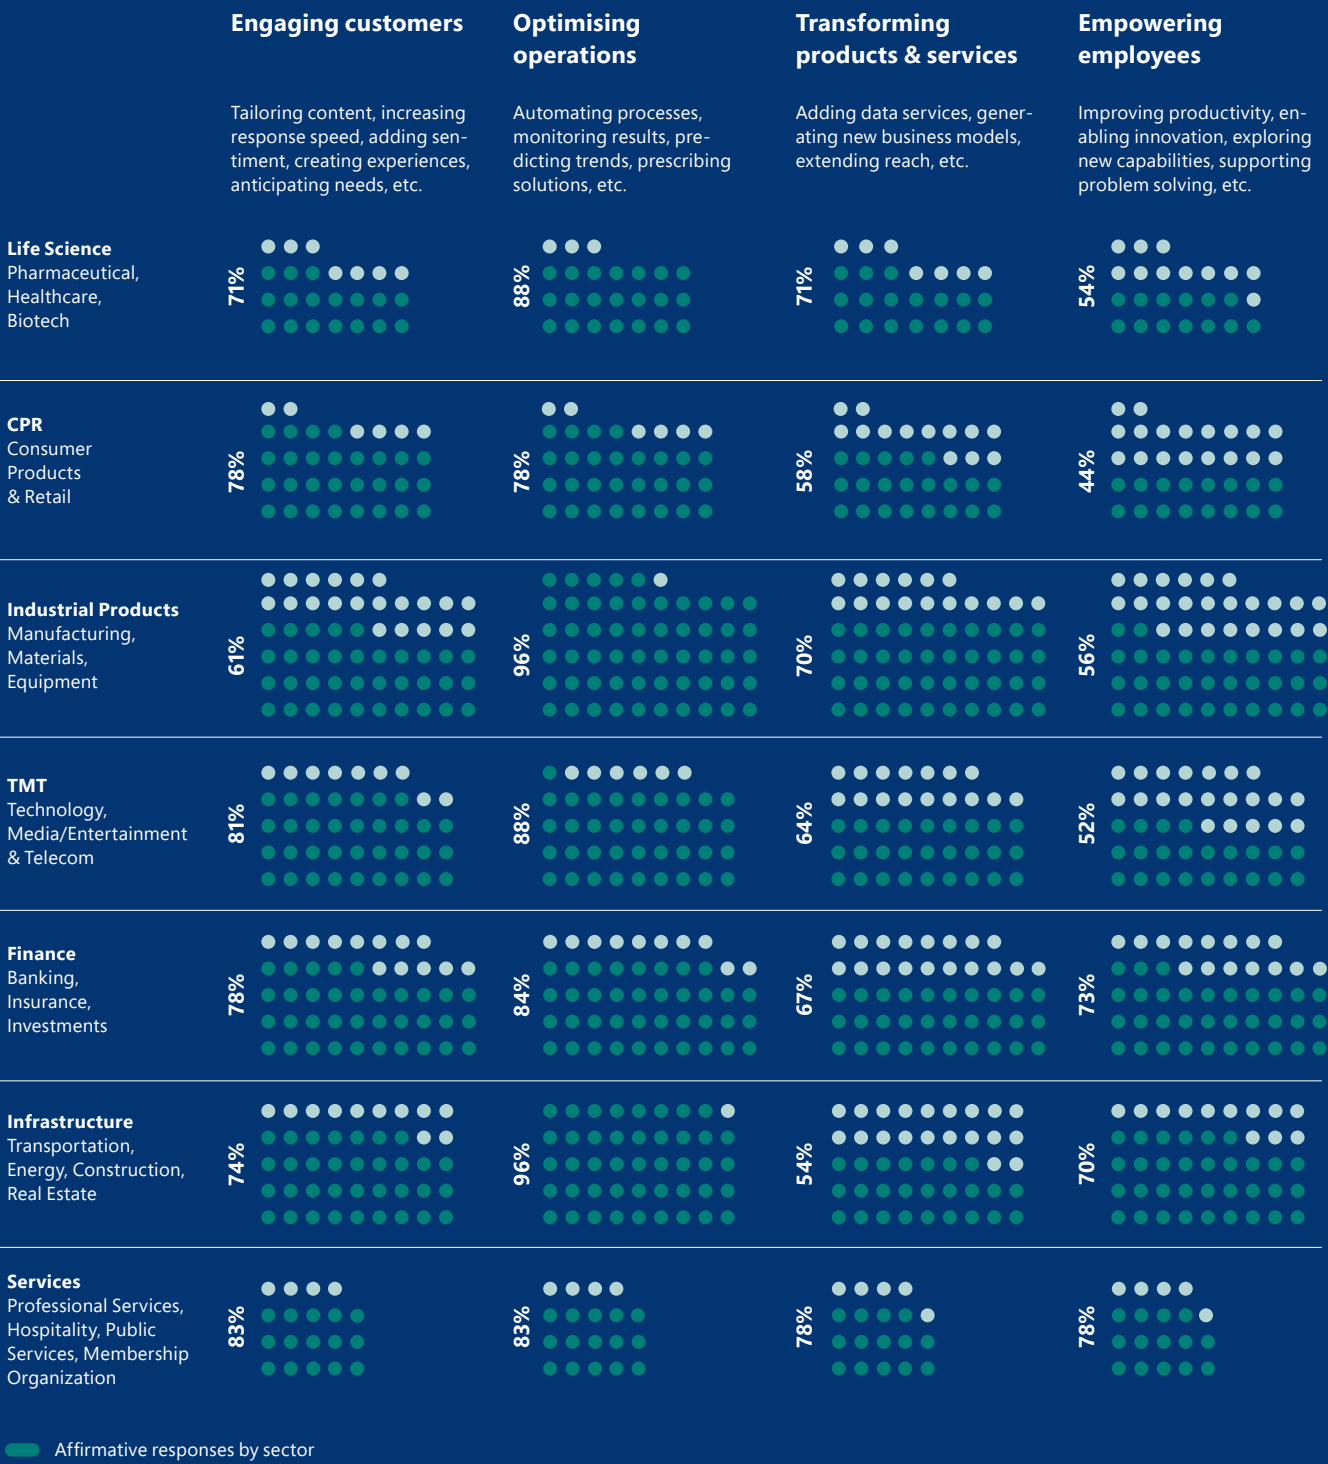 Engaging customers
Optimising
operations
Transforming
products & services
Empowering
employees
Tailoring content, increasing
response speed, adding sen-
timent, creating experiences,
anticipating needs, etc.
Automating processes,
monitoring results, pre-
dicting trends, prescribing
solutions, etc.
Adding data services, gener-
ating new business models,
extending reach, etc.
Improving productivity, en-
abling innovation, exploring
new capabilities, supporting
problem solving, etc.
Life Science
Pharmaceutical,
Healthcare,
Biotech
71%
88%
71%
54%
CPR
Consumer
Products
& Retail
78%
78%
58%
44%
Industrial Products
Manufacturing,
Materials,
Equipment
61%
96%
70%
56%
TMT
Technology,
Media/Entertainment
& Telecom
81%
88%
64%
52%
Finance
Banking,
Insurance,
Investments
78%
84%
67%
73%
Infrastructure
Transportation,
Energy, Construction,
Real Estate
74%
96%
54%
70%
Services
Professional Services,
Hospitality, Public
Services, Membership
Organization
83%
83%
78%
78%
Affirmative responses by sector